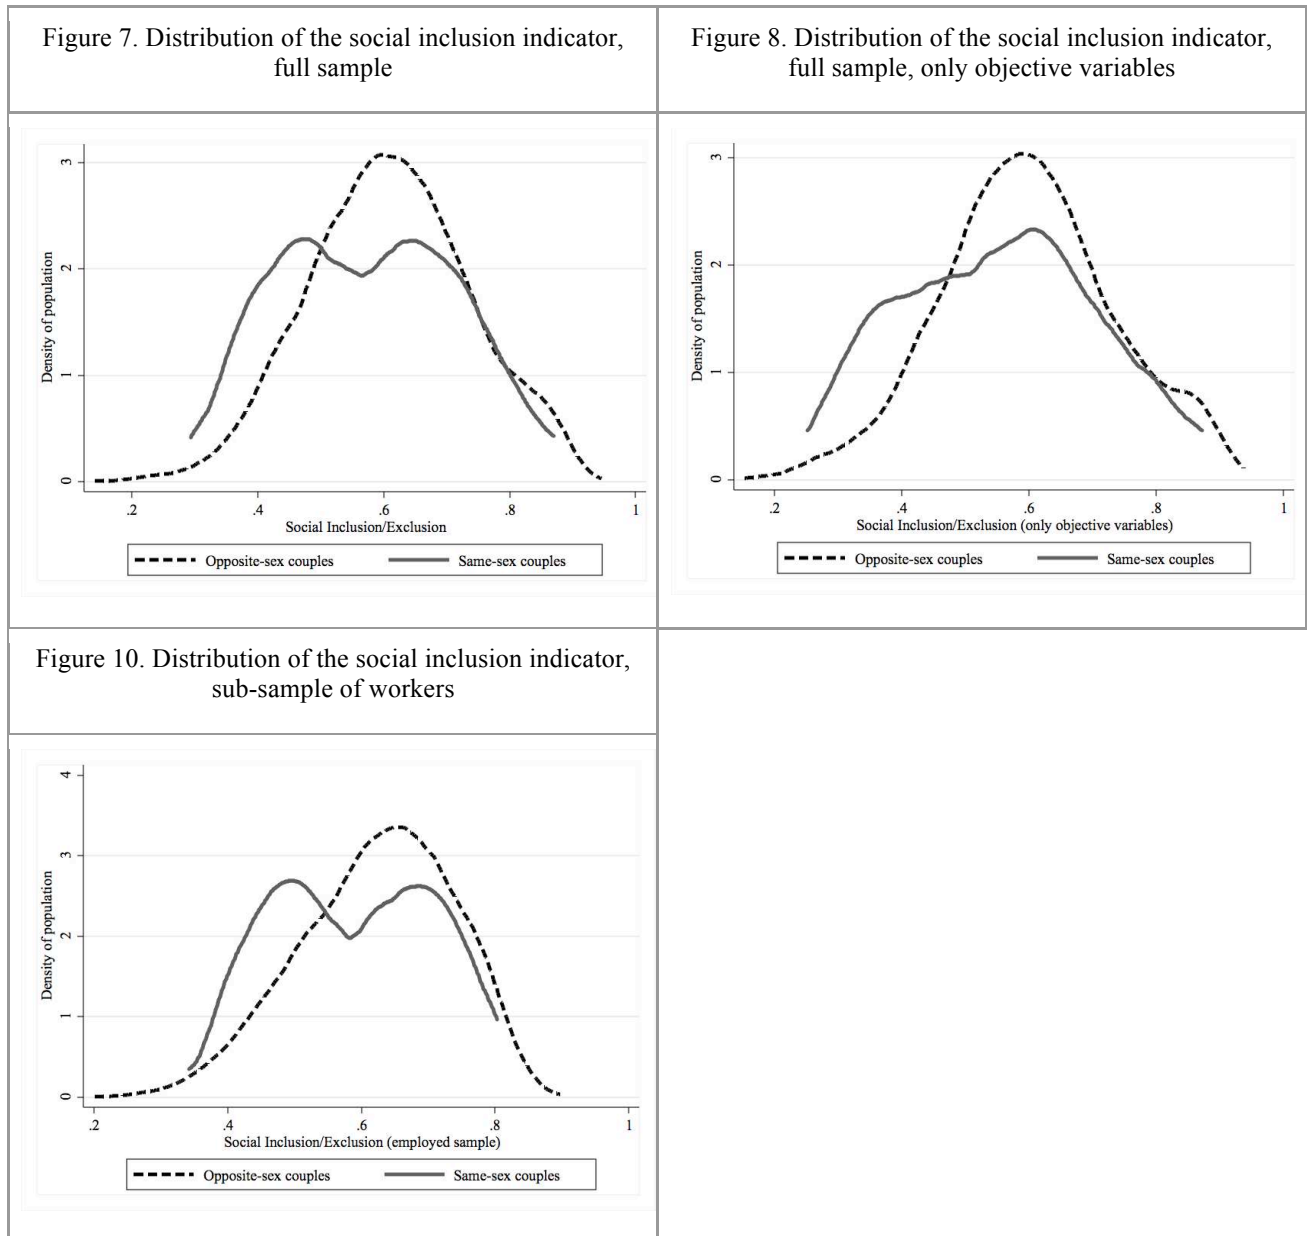 Figure 7. Distribution of the social inclusion indicator,
full sample
Figure 8. Distribution of the social inclusion indicator,
full sample, only objective variables
3
2
1
0
Density of population
.2 .4 .6 .8 1
Social Inclusion/Exclusion
Opposite-sex couples Same-sex couples
3
2
1
0
Density of population
.2 .4 .6 .8 1
Social Inclusion/Exclusion (only objective variables)
Opposite-sex couples Same-sex couples
Figure 10. Distribution of the social inclusion indicator,
sub-sample of workers
4
3
2
1
0
Density of population
.2 .4 .6 .8 1
Social Inclusion/Exclusion (employed sample)
Opposite-sex couples Same-sex couples